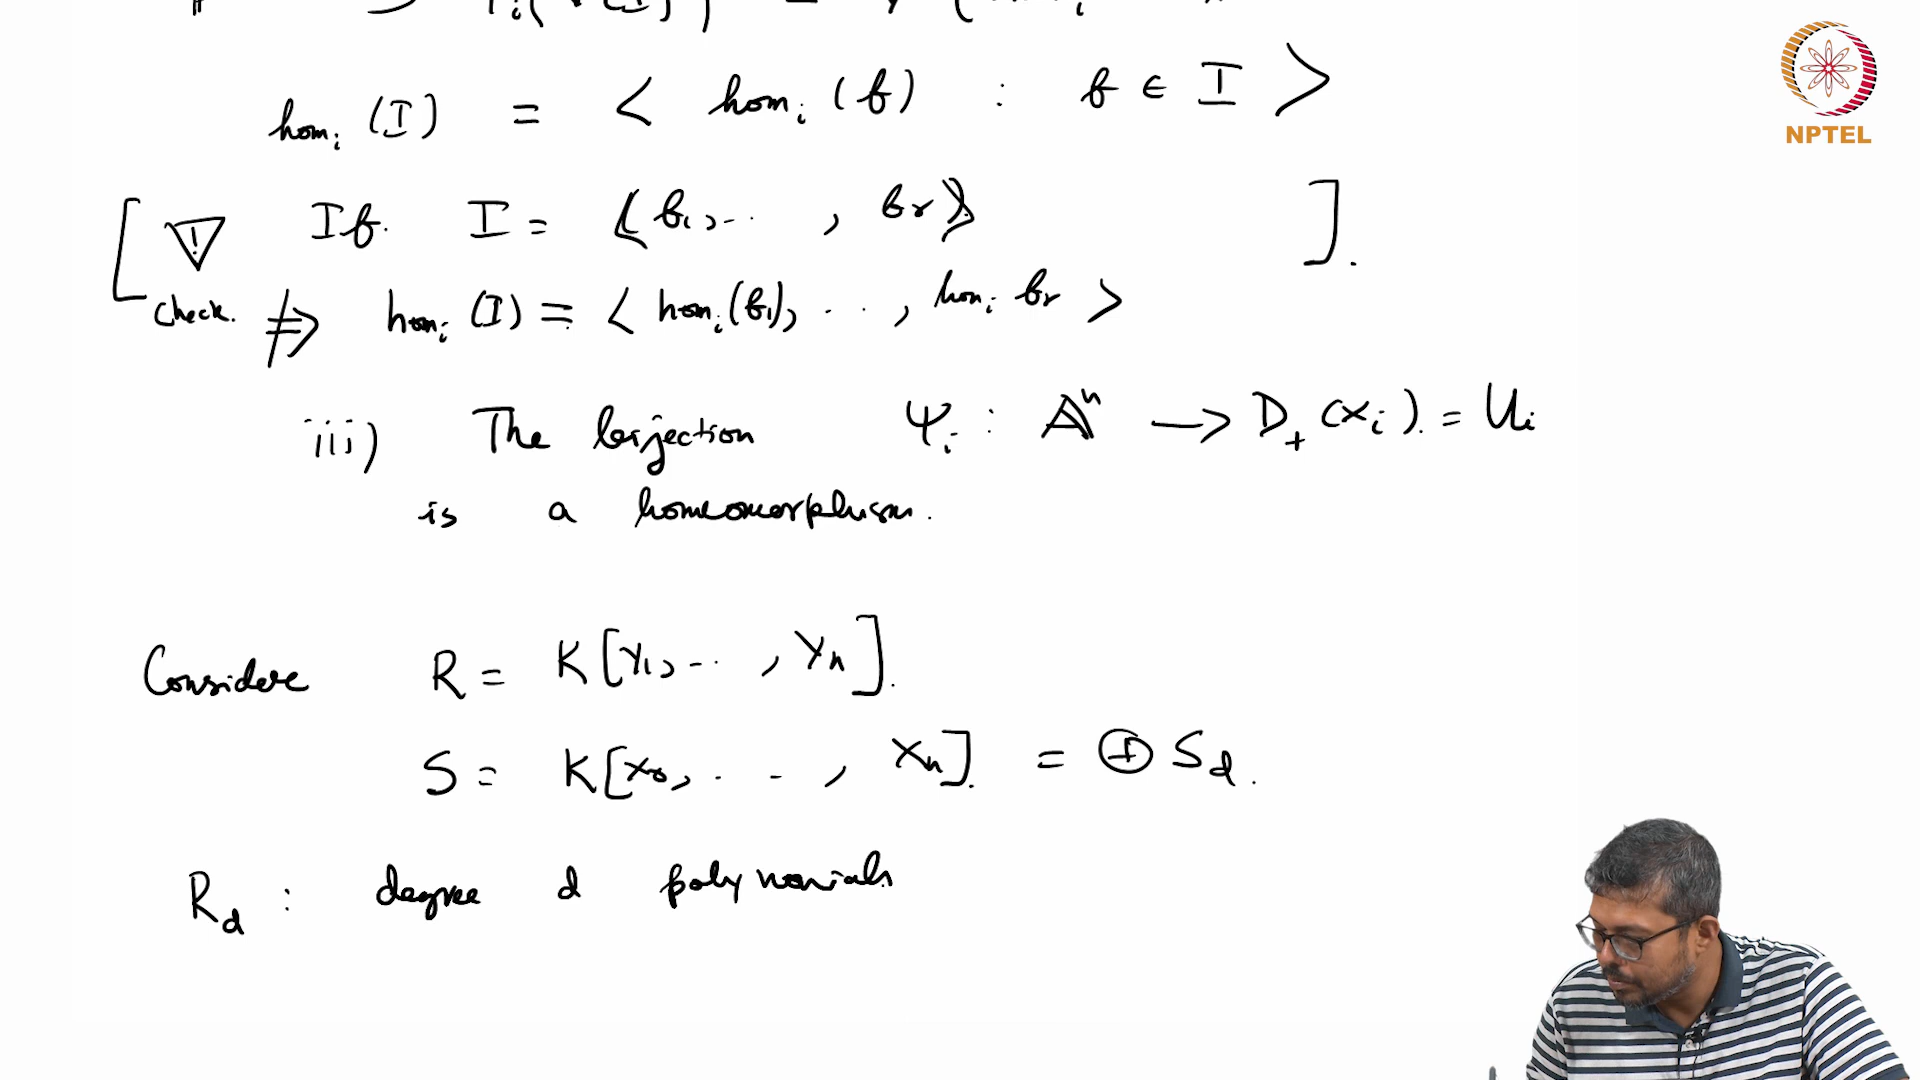 hom_i (I) = < hom_i (f) : f ∈ I >
NPTEL
[ ! If I = <f_1, .. , f_r> ].
check. ⇏ hom_i (I) = < hom_i(f_1), . . , hom_i f_r >
iii) The bijection Ψ_i : 𝔸^n → D_+ (x_i) = U_i
is a homeomorphism.
Consider R = K[Y_1, .. , Y_n].
S = K[X_0, . . , X_n] = ⊕ S_d.
R_d : degree d polynomials